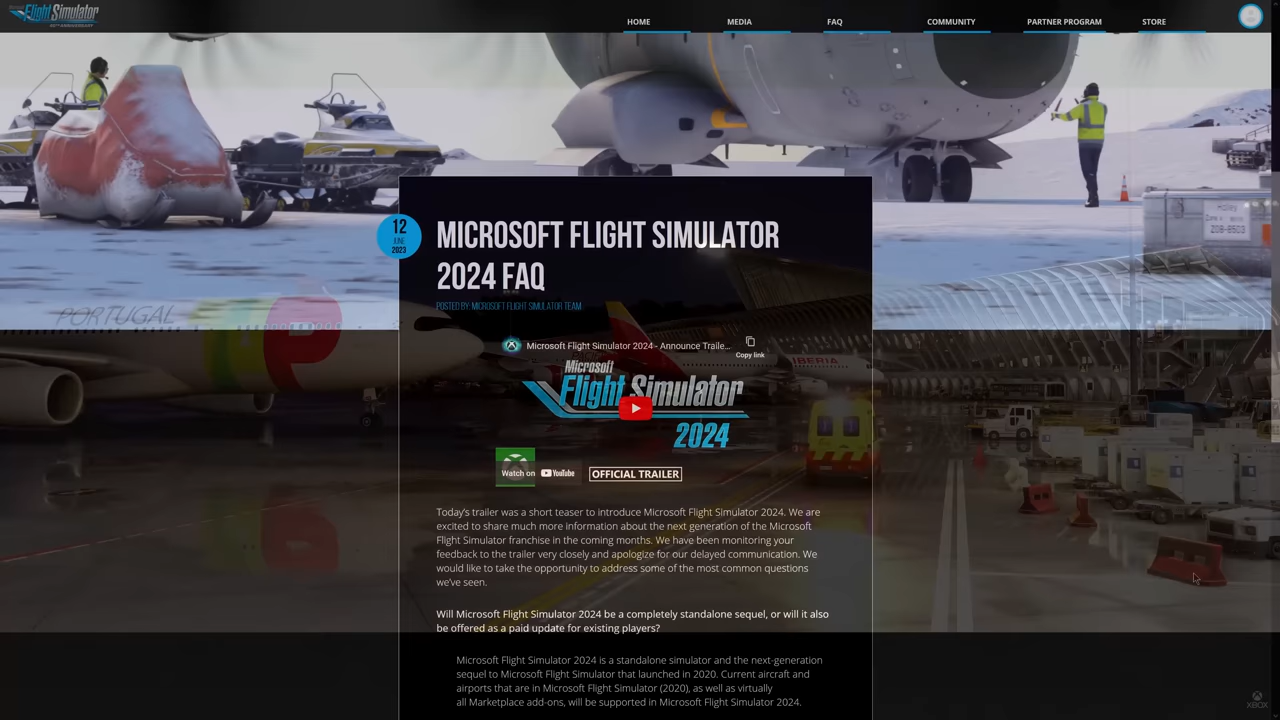 Microsoft
Flight Simulator
40TH ANNIVERSARY
HOME
MEDIA
FAQ
COMMUNITY
PARTNER PROGRAM
STORE
12
JUNE
2023
MICROSOFT FLIGHT SIMULATOR
2024 FAQ
POSTED BY: MICROSOFT FLIGHT SIMULATOR TEAM
PORTUGAL
Microsoft Flight Simulator 2024 - Announce Traile...
Copy link
IBERIA
Microsoft
Flight Simulator
2024
Watch on YouTube
OFFICIAL TRAILER
Today's trailer was a short teaser to introduce Microsoft Flight Simulator 2024. We are
excited to share much more information about the next generation of the Microsoft
Flight Simulator franchise in the coming months. We have been monitoring your
feedback to the trailer very closely and apologize for our delayed communication. We
would like to take the opportunity to address some of the most common questions
we've seen.
Will Microsoft Flight Simulator 2024 be a completely standalone sequel, or will it also
be offered as a paid update for existing players?
Microsoft Flight Simulator 2024 is a standalone simulator and the next-generation
sequel to Microsoft Flight Simulator that launched in 2020. Current aircraft and
airports that are in Microsoft Flight Simulator (2020), as well as virtually
all Marketplace add-ons, will be supported in Microsoft Flight Simulator 2024.
XBOX